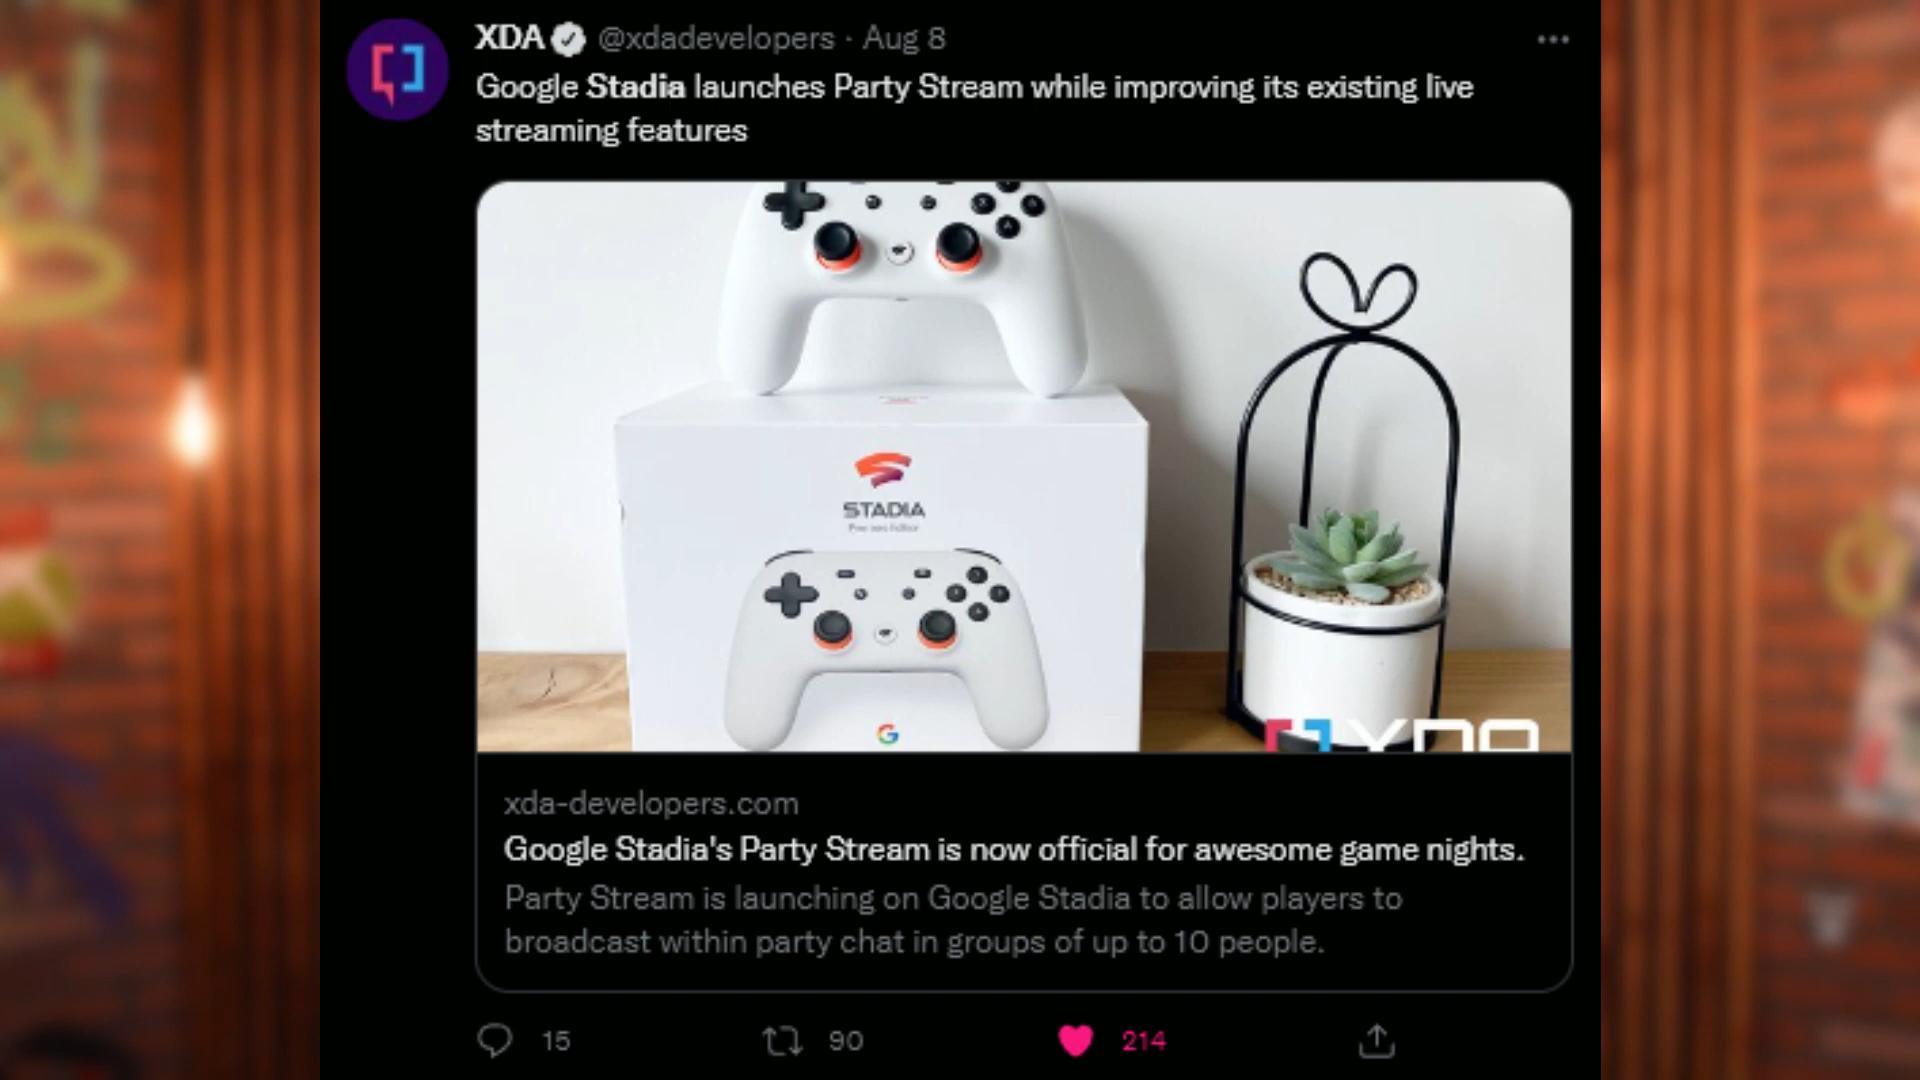 XDA @xdadevelopers · Aug 8
Google Stadia launches Party Stream while improving its existing live
streaming features
STADIA
G
XDA
xda-developers.com
Google Stadia's Party Stream is now official for awesome game nights.
Party Stream is launching on Google Stadia to allow players to
broadcast within party chat in groups of up to 10 people.
15 90 214